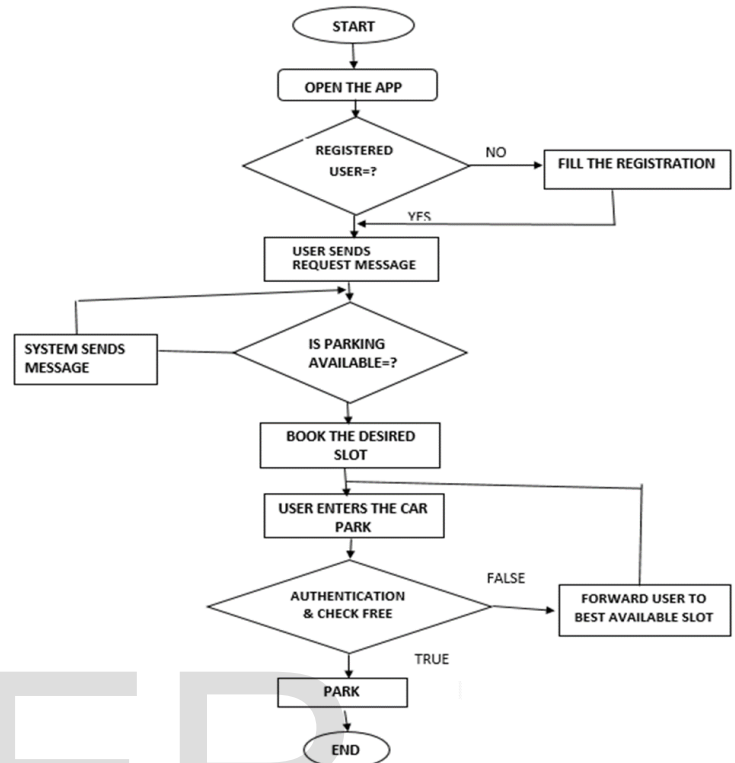 START
OPEN THE APP
REGISTERED
USER=?
NO
FILL THE REGISTRATION
YES
USER SENDS
REQUEST MESSAGE
IS PARKING
AVAILABLE=?
SYSTEM SENDS
MESSAGE
BOOK THE DESIRED
SLOT
USER ENTERS THE CAR
PARK
AUTHENTICATION
& CHECK FREE
FALSE
FORWARD USER TO
BEST AVAILABLE SLOT
TRUE
PARK
END